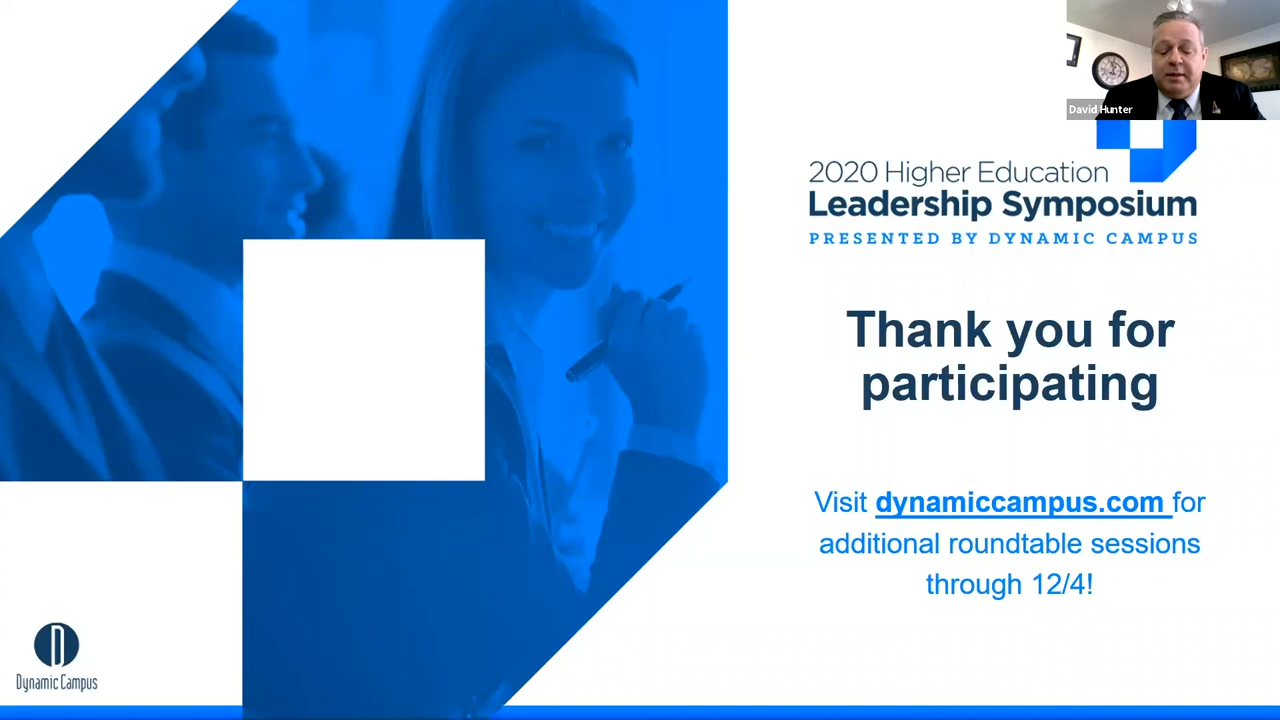 David Hunter
2020 Higher Education
Leadership Symposium
PRESENTED BY DYNAMIC CAMPUS
Thank you for
participating
Visit dynamiccampus.com for
additional roundtable sessions
through 12/4!
D
Dynamic Campus